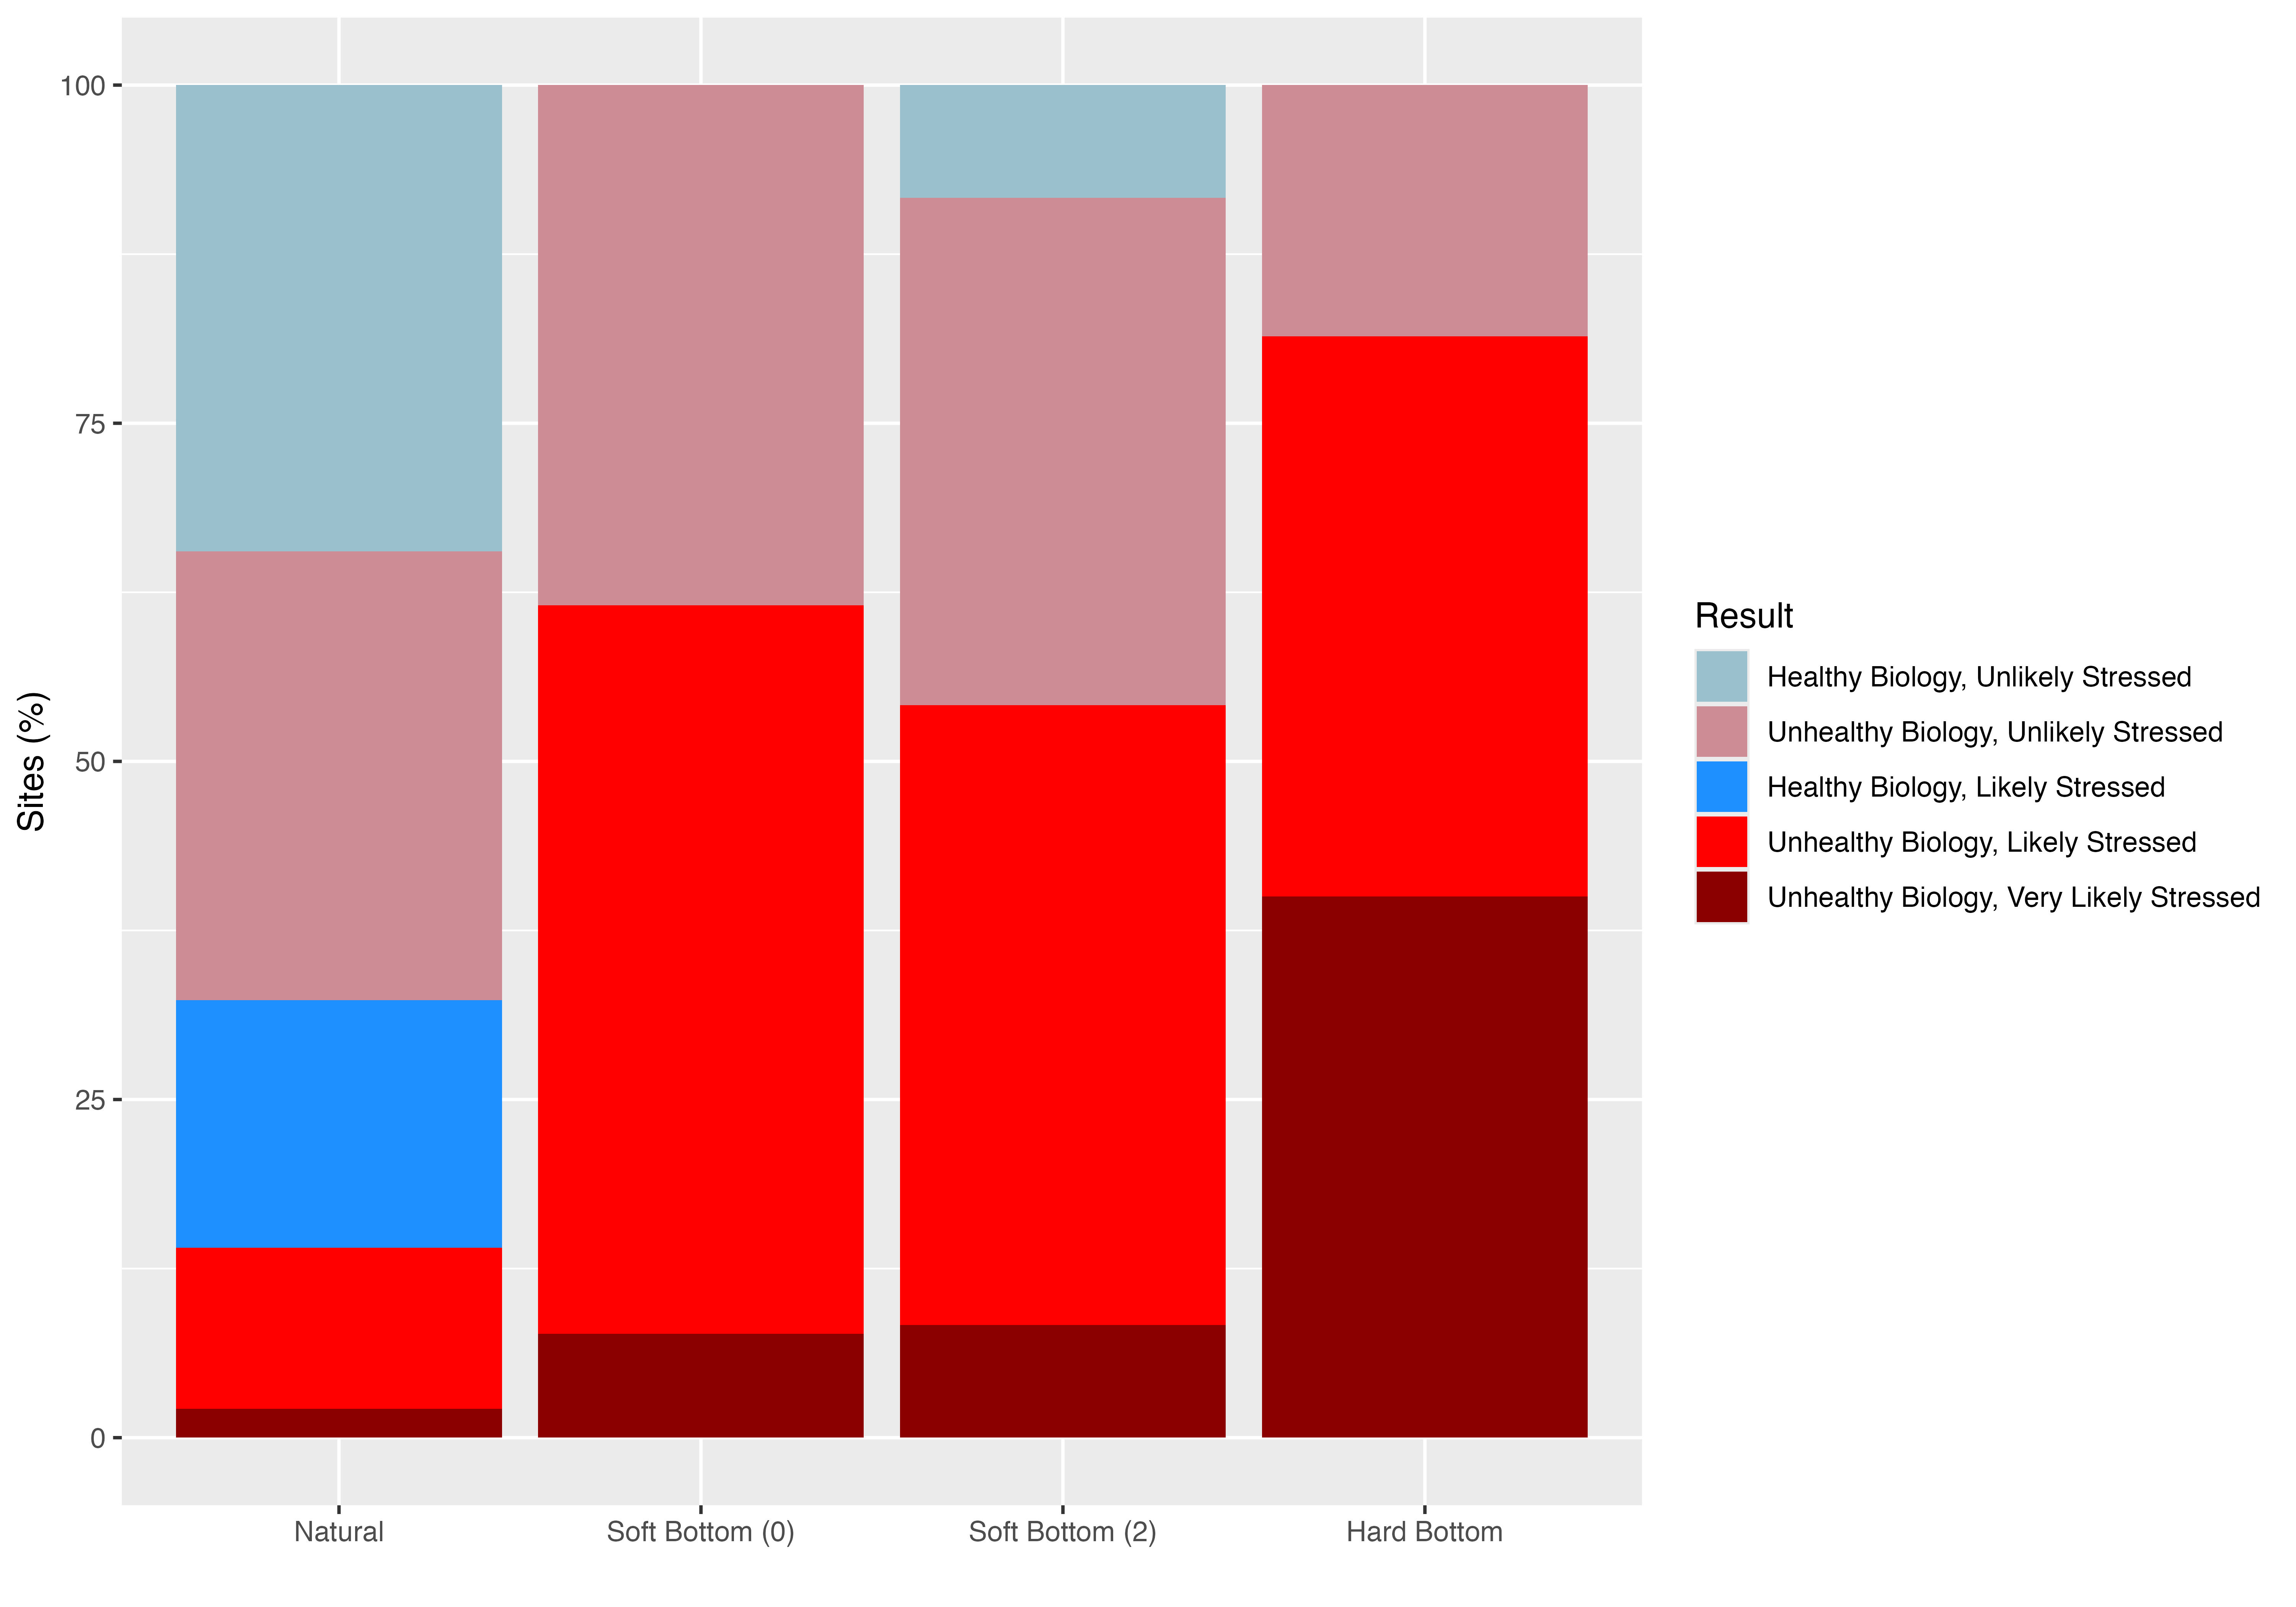 Sites (%)
100
75
50
25
0
Natural
Soft Bottom (0)
Soft Bottom (2)
Hard Bottom
Result
Healthy Biology, Unlikely Stressed
Unhealthy Biology, Unlikely Stressed
Healthy Biology, Likely Stressed
Unhealthy Biology, Likely Stressed
Unhealthy Biology, Very Likely Stressed